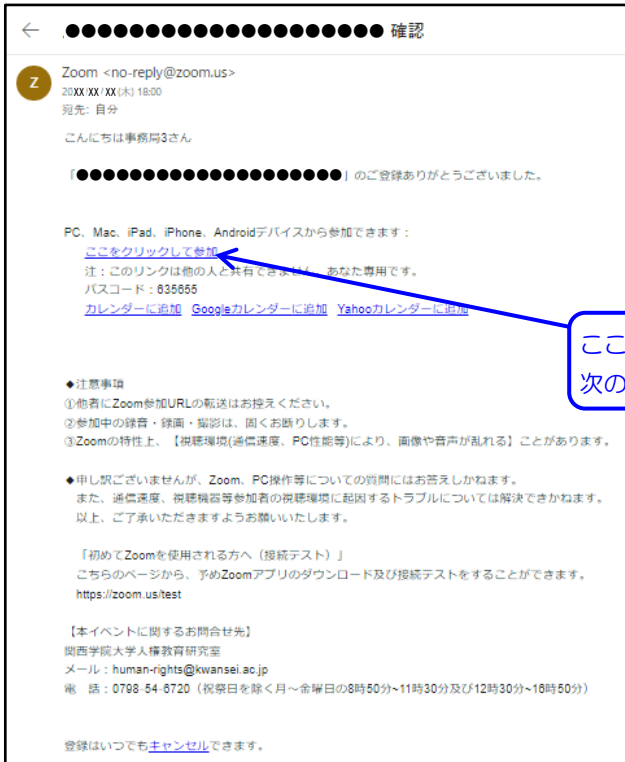 ●●●●●●●●●●●●●●●●●●●● 確認
Z
Zoom <no-reply@zoom.us>
20XX/XX/XX(木) 18:00
宛先: 自分
こんにちは事務局3さん
「●●●●●●●●●●●●●●●●●●●●」のご登録ありがとうございました。
PC、Mac、iPad、iPhone、Androidデバイスから参加できます:
ここをクリックして参加
注:このリンクは他の人と共有できません。あなた専用です。
パスコード:635655
カレンダーに追加 Googleカレンダーに追加 Yahooカレンダーに追加
ここ
次の
◆注意事項
①他者にZoom参加URLの転送はお控えください。
②参加中の録音・録画・撮影は、固くお断りします。
③Zoomの特性上、【視聴環境(通信速度、PC性能等)により、画像や音声が乱れる】ことがあります。
◆申し訳ございませんが、Zoom、PC操作等についての質問にはお答えしかねます。
また、通信速度、視聴機器等参加者の視聴環境に起因するトラブルについては解決できかねます。
以上、ご了承いただきますようお願いいたします。
「初めてZoomを使用される方へ(接続テスト)」
こちらのページから、予めZoomアプリのダウンロード及び接続テストをすることができます。
https://zoom.us/test
【本イベントに関するお問合せ先】
関西学院大学人権教育研究室
メール:human-rights@kwansei.ac.jp
電 話:0798-54-6720(祝祭日を除く月~金曜日の8時50分~11時30分及び12時30分~16時50分)
登録はいつでもキャンセルできます。